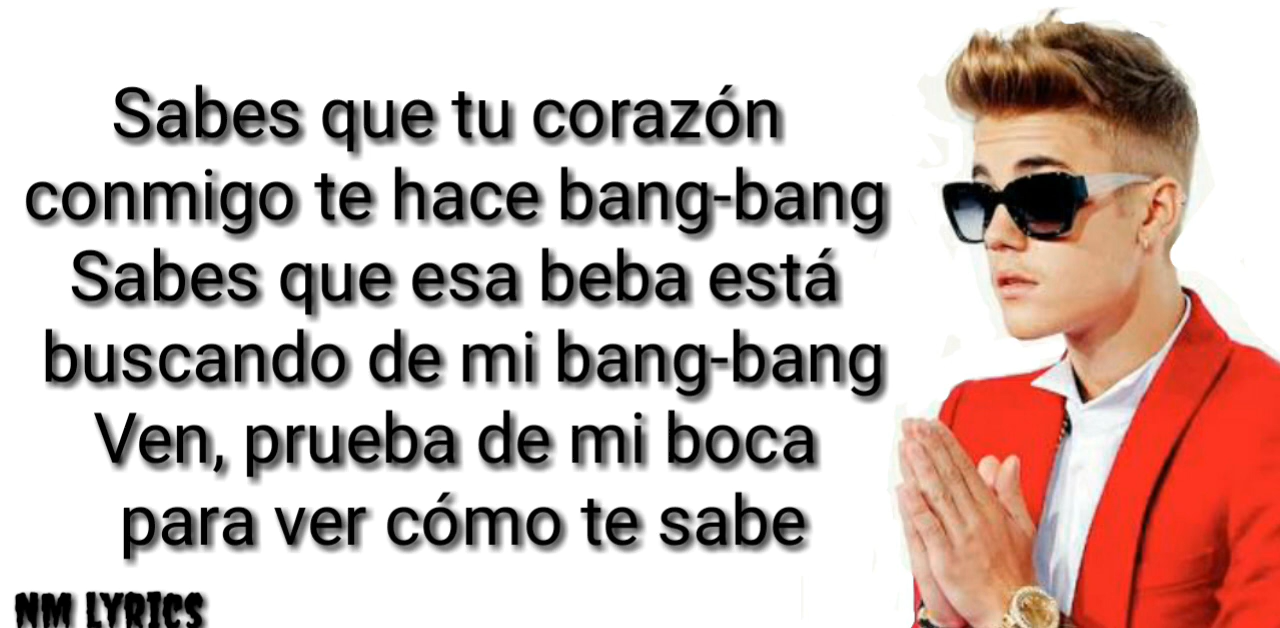 Sabes que tu corazón
conmigo te hace bang-bang
Sabes que esa beba está
buscando de mi bang-bang
Ven, prueba de mi boca
para ver cómo te sabe
NM LYRICS